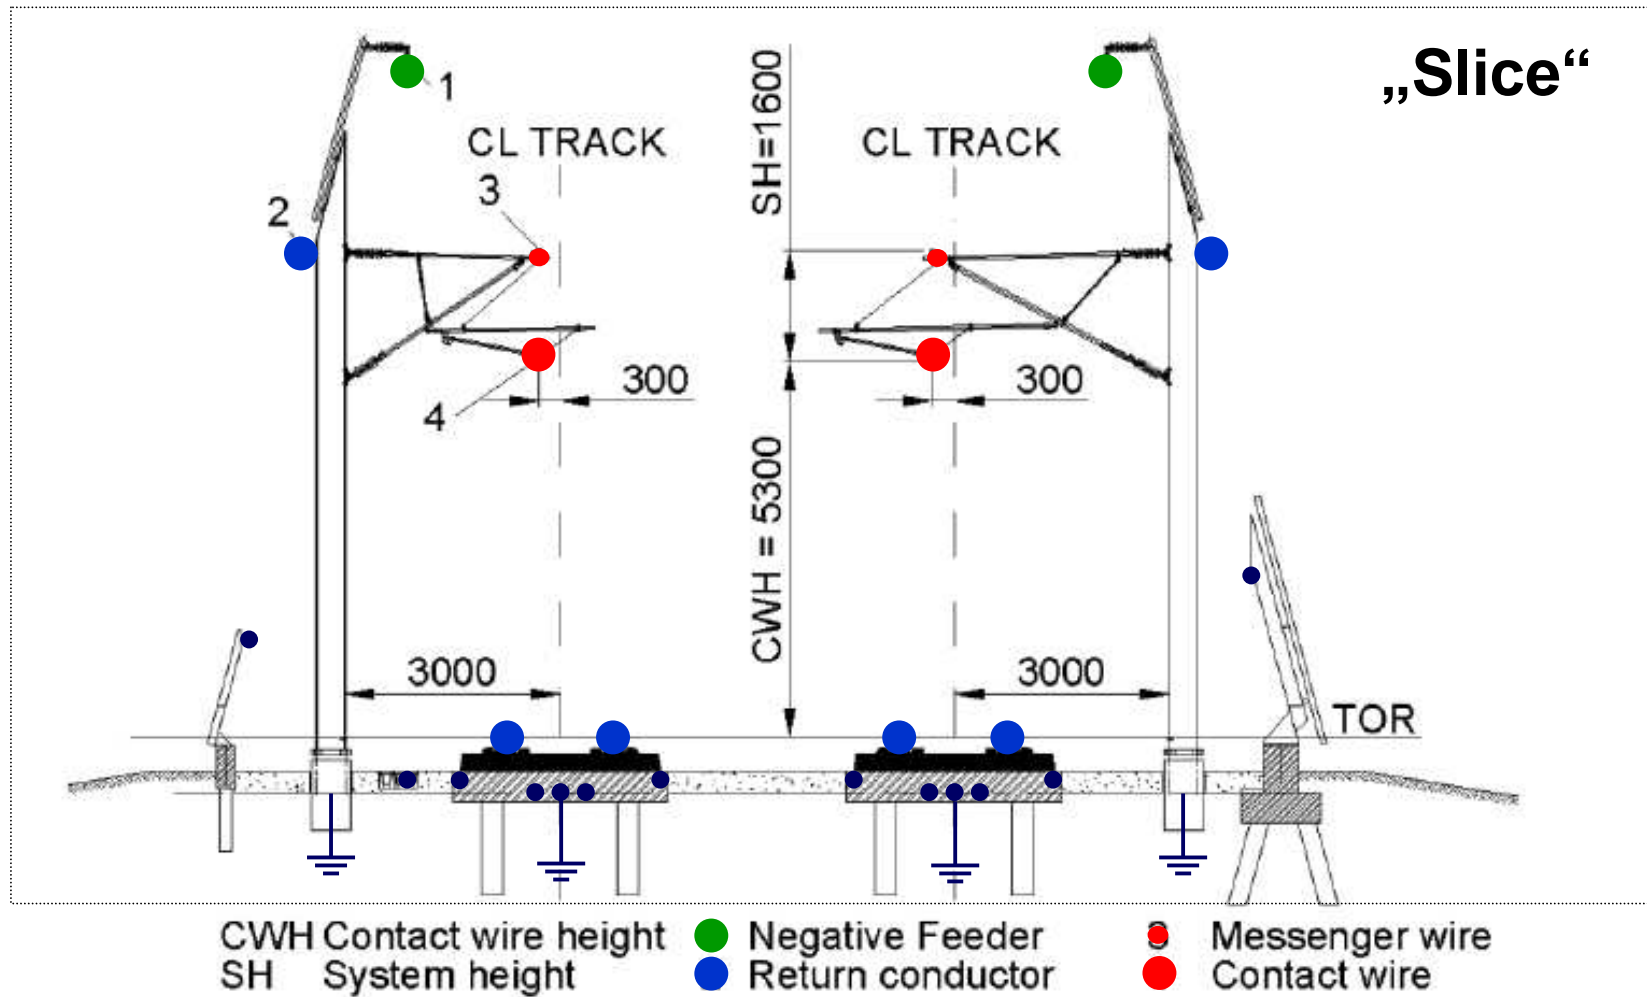 „Slice“
1
SH=1600
CL TRACK
CL TRACK
3
2
300
300
4
CWH = 5300
3000
3000
TOR
CWH Contact wire height
Negative Feeder
3 Messenger wire
SH System height
Return conductor
Contact wire